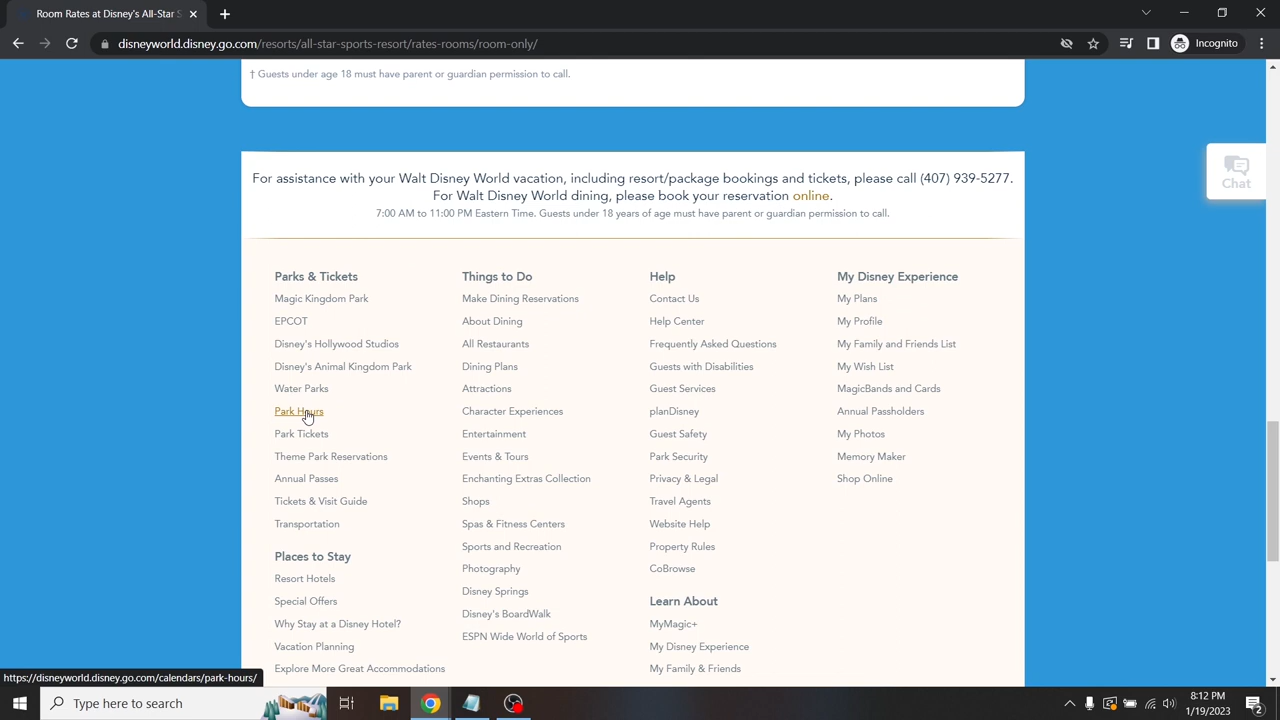 Room Rates at Disney's All-Star S
disneyworld.disney.go.com/resorts/all-star-sports-resort/rates-rooms/room-only/
Incognito
† Guests under age 18 must have parent or guardian permission to call.
Chat
For assistance with your Walt Disney World vacation, including resort/package bookings and tickets, please call (407) 939-5277.
For Walt Disney World dining, please book your reservation online.
7:00 AM to 11:00 PM Eastern Time. Guests under 18 years of age must have parent or guardian permission to call.
Parks & Tickets
Magic Kingdom Park
EPCOT
Disney's Hollywood Studios
Disney's Animal Kingdom Park
Water Parks
Park Hours
Park Tickets
Theme Park Reservations
Annual Passes
Tickets & Visit Guide
Transportation
Places to Stay
Resort Hotels
Special Offers
Why Stay at a Disney Hotel?
Vacation Planning
Explore More Great Accommodations
Things to Do
Make Dining Reservations
About Dining
All Restaurants
Dining Plans
Attractions
Character Experiences
Entertainment
Events & Tours
Enchanting Extras Collection
Shops
Spas & Fitness Centers
Sports and Recreation
Photography
Disney Springs
Disney's BoardWalk
ESPN Wide World of Sports
Help
Contact Us
Help Center
Frequently Asked Questions
Guests with Disabilities
Guest Services
planDisney
Guest Safety
Park Security
Privacy & Legal
Travel Agents
Website Help
Property Rules
CoBrowse
Learn About
MyMagic+
My Disney Experience
My Family & Friends
My Disney Experience
My Plans
My Profile
My Family and Friends List
My Wish List
MagicBands and Cards
Annual Passholders
My Photos
Memory Maker
Shop Online
https://disneyworld.disney.go.com/calendars/park-hours/
Type here to search
8:12 PM
1/19/2023
2